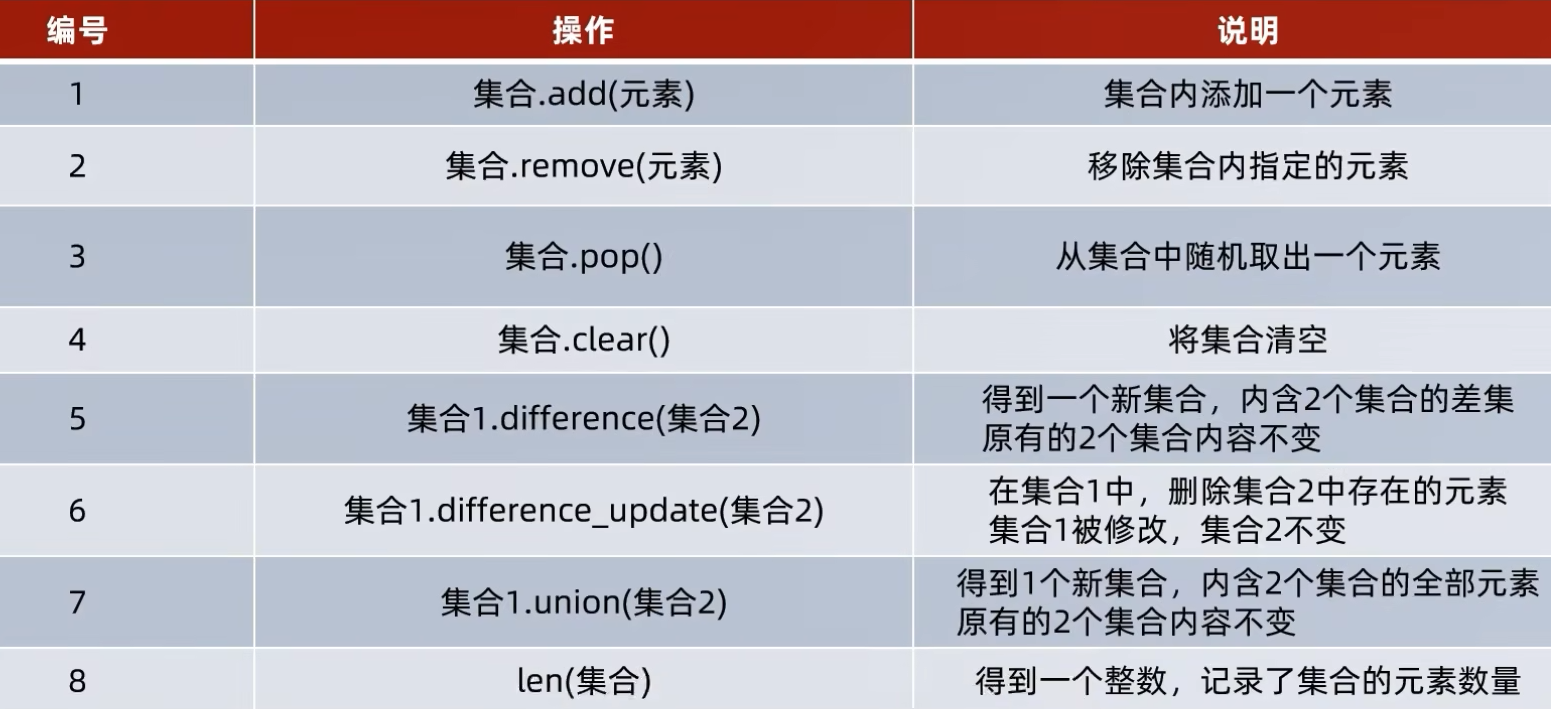 编号 操作 说明
1 集合.add(元素) 集合内添加一个元素
2 集合.remove(元素) 移除集合内指定的元素
3 集合.pop() 从集合中随机取出一个元素
4 集合.clear() 将集合清空
5 集合1.difference(集合2) 得到一个新集合，内含2个集合的差集
原有的2个集合内容不变
6 集合1.difference_update(集合2) 在集合1中，删除集合2中存在的元素
集合1被修改，集合2不变
7 集合1.union(集合2) 得到1个新集合，内含2个集合的全部元素
原有的2个集合内容不变
8 len(集合) 得到一个整数，记录了集合的元素数量